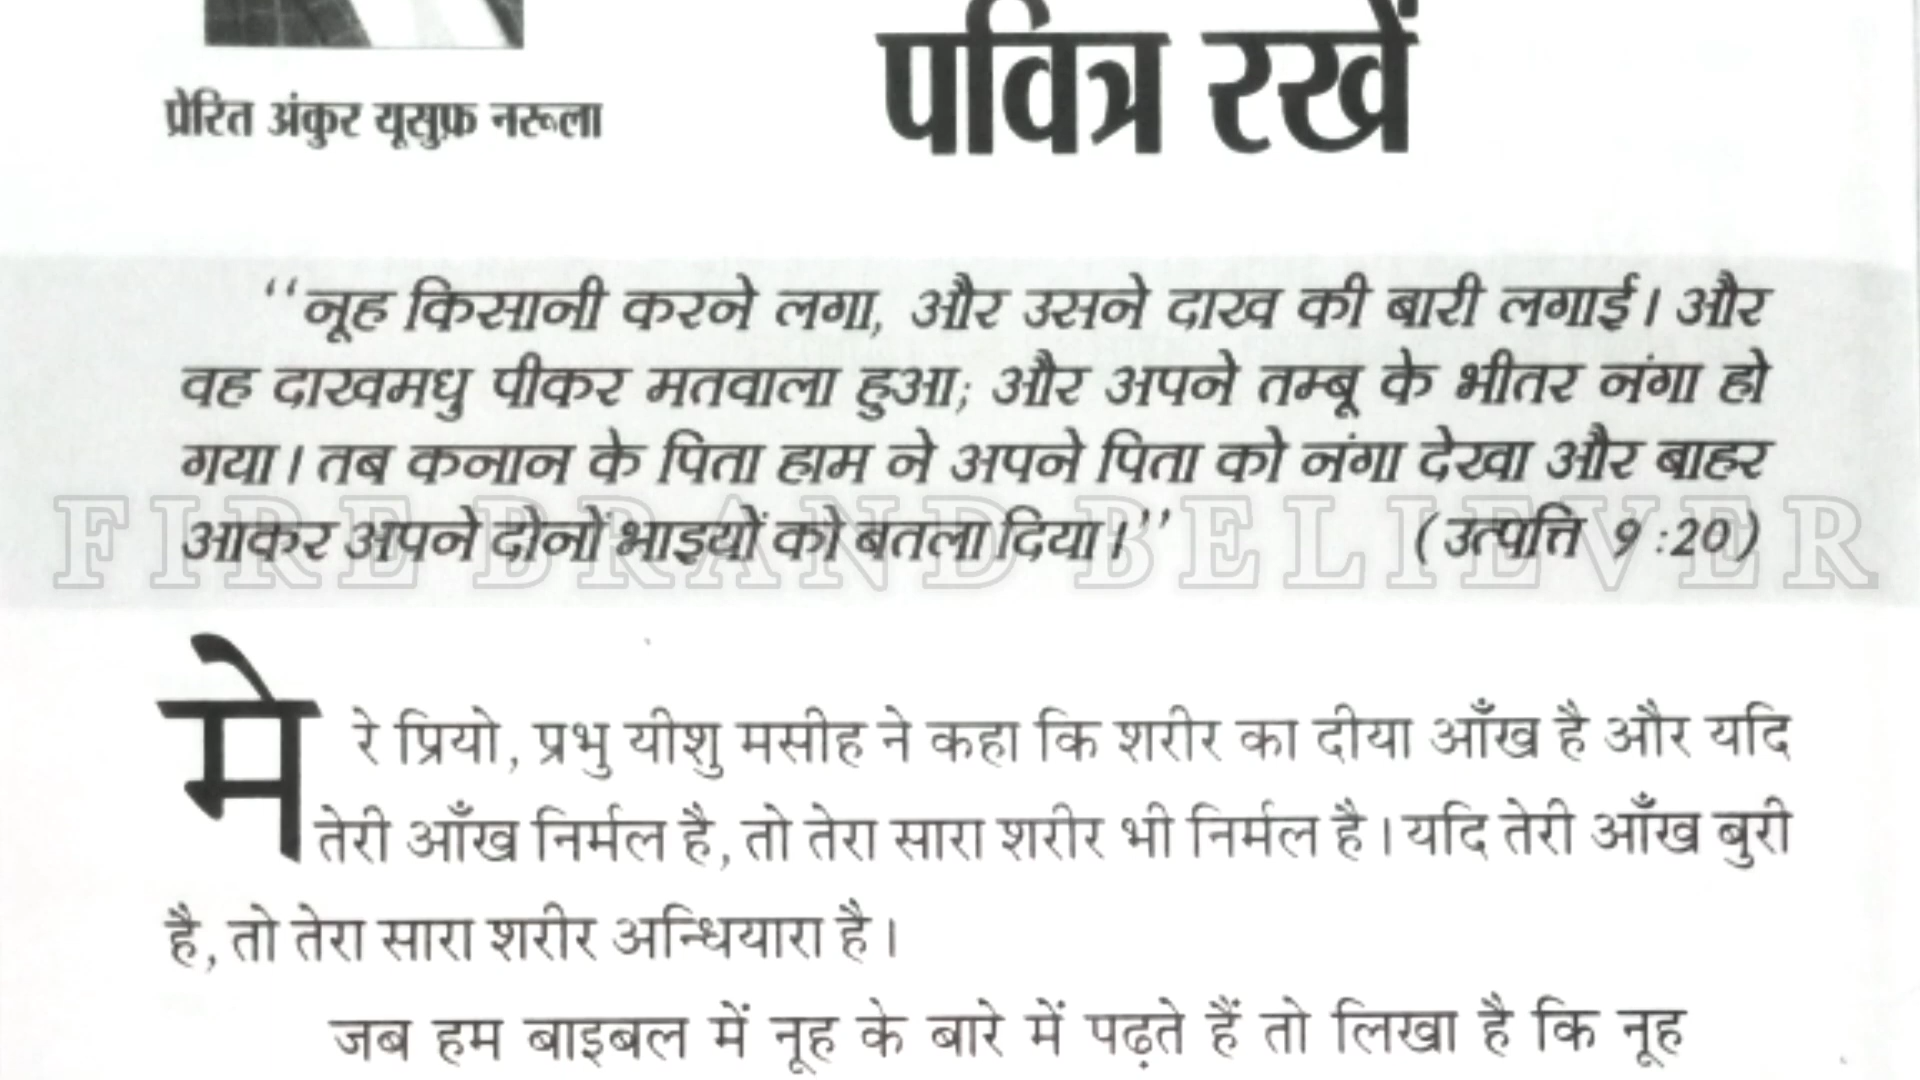 पवित्र रखें
प्रेरित अंकुर यूसुफ़ नरूला
‘‘नूह किसानी करने लगा, और उसने दाख की बारी लगाई। और
वह दाखमधु पीकर मतवाला हुआ; और अपने तम्बू के भीतर नंगा हो
गया। तब कनान के पिता हाम ने अपने पिता को नंगा देखा और बाहर
आकर अपने दोनों भाइयों को बतला दिया।’’ (उत्पत्ति 9:20)
FIRE BRAND BELIEVER
मेरे प्रियो, प्रभु यीशु मसीह ने कहा कि शरीर का दीया आँख है और यदि
तेरी आँख निर्मल है, तो तेरा सारा शरीर भी निर्मल है। यदि तेरी आँख बुरी
है, तो तेरा सारा शरीर अन्धियारा है।
जब हम बाइबल में नूह के बारे में पढ़ते हैं तो लिखा है कि नूह